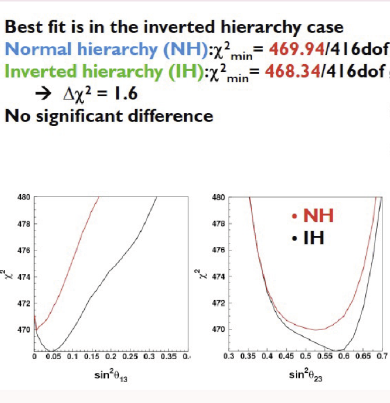 Best fit is in the inverted hierarchy case
Normal hierarchy (NH):χ²min= 469.94/416dof
Inverted hierarchy (IH):χ²min= 468.34/416dof
→ Δχ² = 1.6
No significant difference
480
478
476
474
472
470
χ²
0 0.05 0.1 0.15 0.2 0.25 0.3 0.35 0.
sin²θ13
480
478
476
474
472
470
χ²
• NH
• IH
0.3 0.35 0.4 0.45 0.5 0.55 0.6 0.65 0.7
sin²θ23